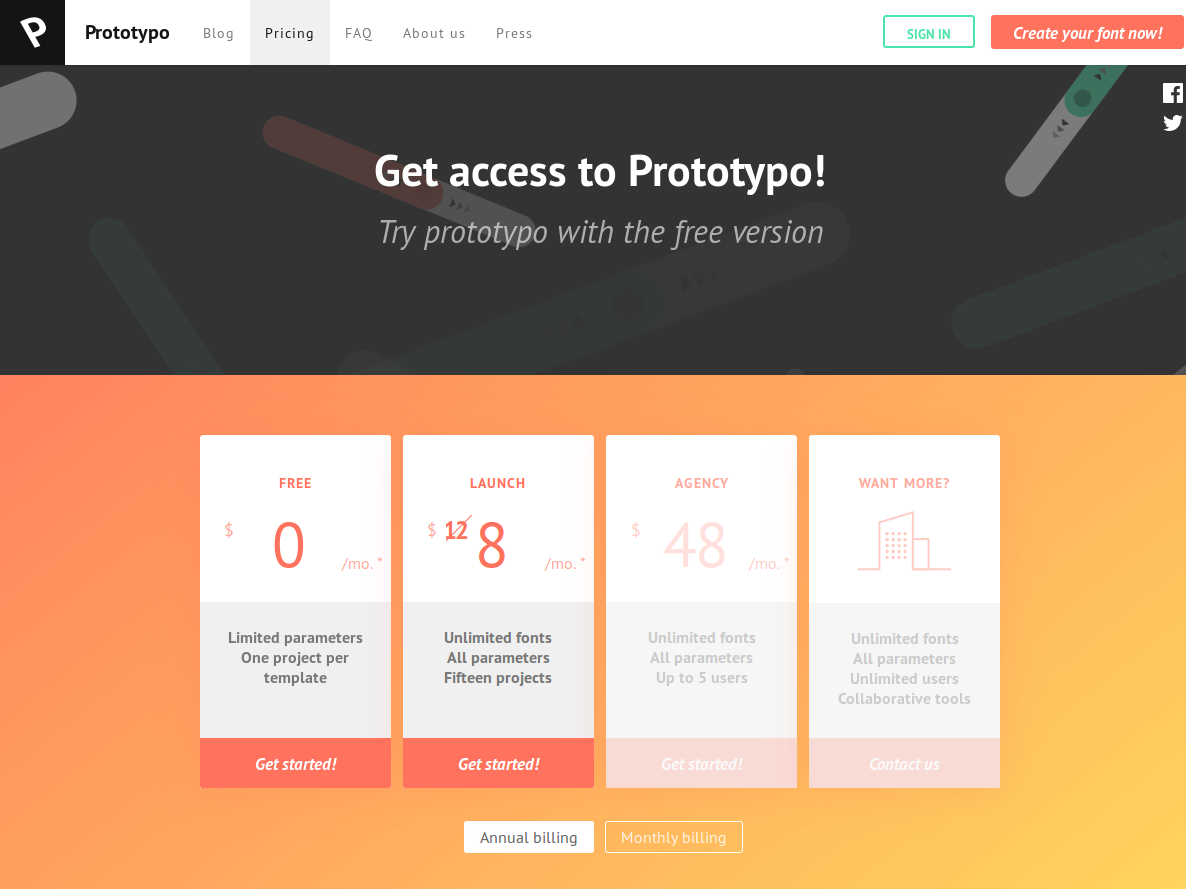 P
Prototypo
Blog
Pricing
FAQ
About us
Press
SIGN IN
Create your font now!
Get access to Prototypo!
Try prototypo with the free version
FREE
$ 0 /mo. *
Limited parameters
One project per
template
Get started!
LAUNCH
$ 12 8 /mo. *
Unlimited fonts
All parameters
Fifteen projects
Get started!
AGENCY
$ 48 /mo. *
Unlimited fonts
All parameters
Up to 5 users
Get started!
WANT MORE?
Unlimited fonts
All parameters
Unlimited users
Collaborative tools
Contact us
Annual billing
Monthly billing